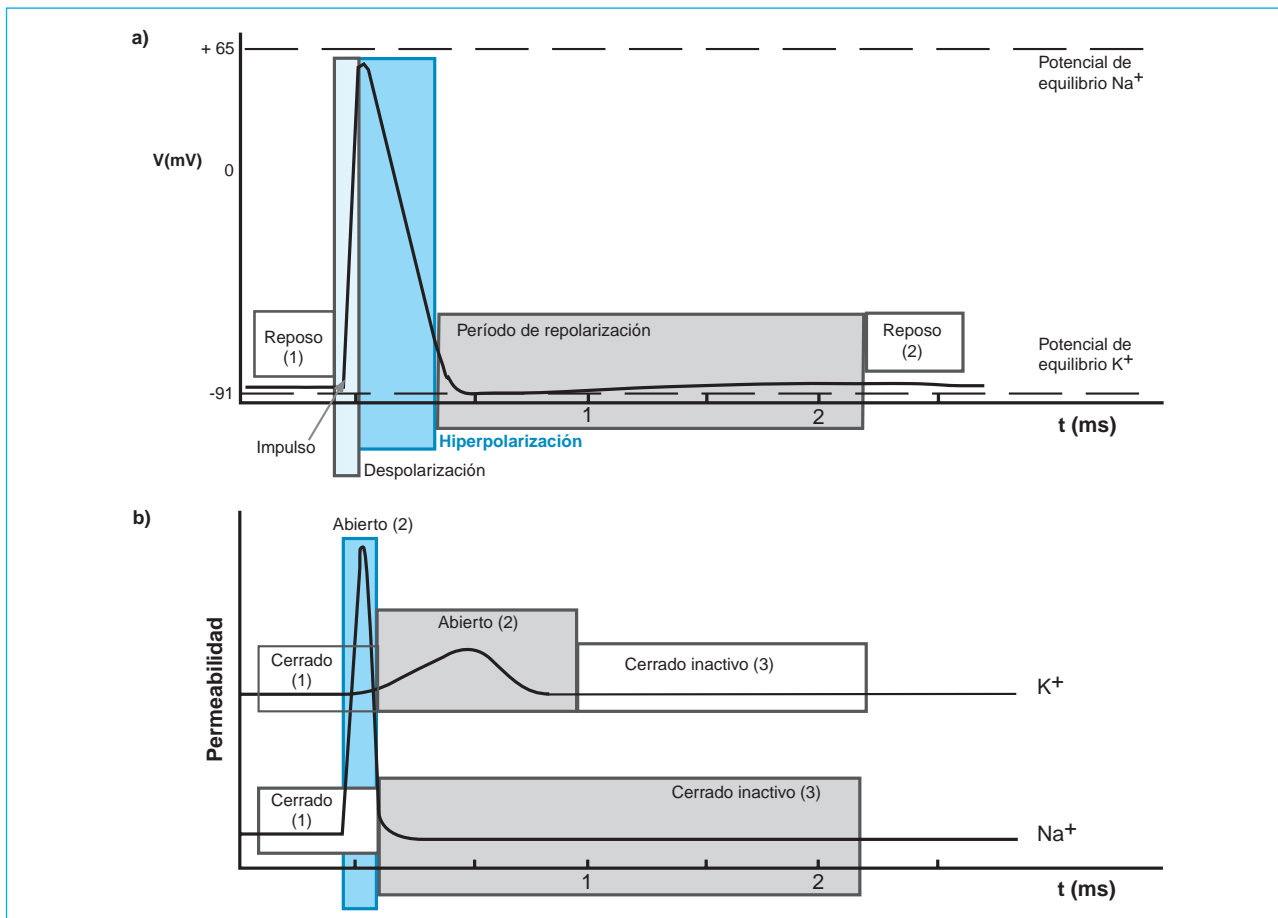 a)
+ 65
Potencial de
equilibrio Na+
V(mV)
0
Período de repolarización
Reposo
(1)
Reposo
(2)
Potencial de
equilibrio K+
-91
1
2
t (ms)
Impulso
Hiperpolarización
Despolarización
b)
Abierto (2)
Permeabilidad
Abierto (2)
Cerrado
(1)
Cerrado inactivo (3)
K+
Cerrado
(1)
Cerrado inactivo (3)
Na+
1
2
t (ms)